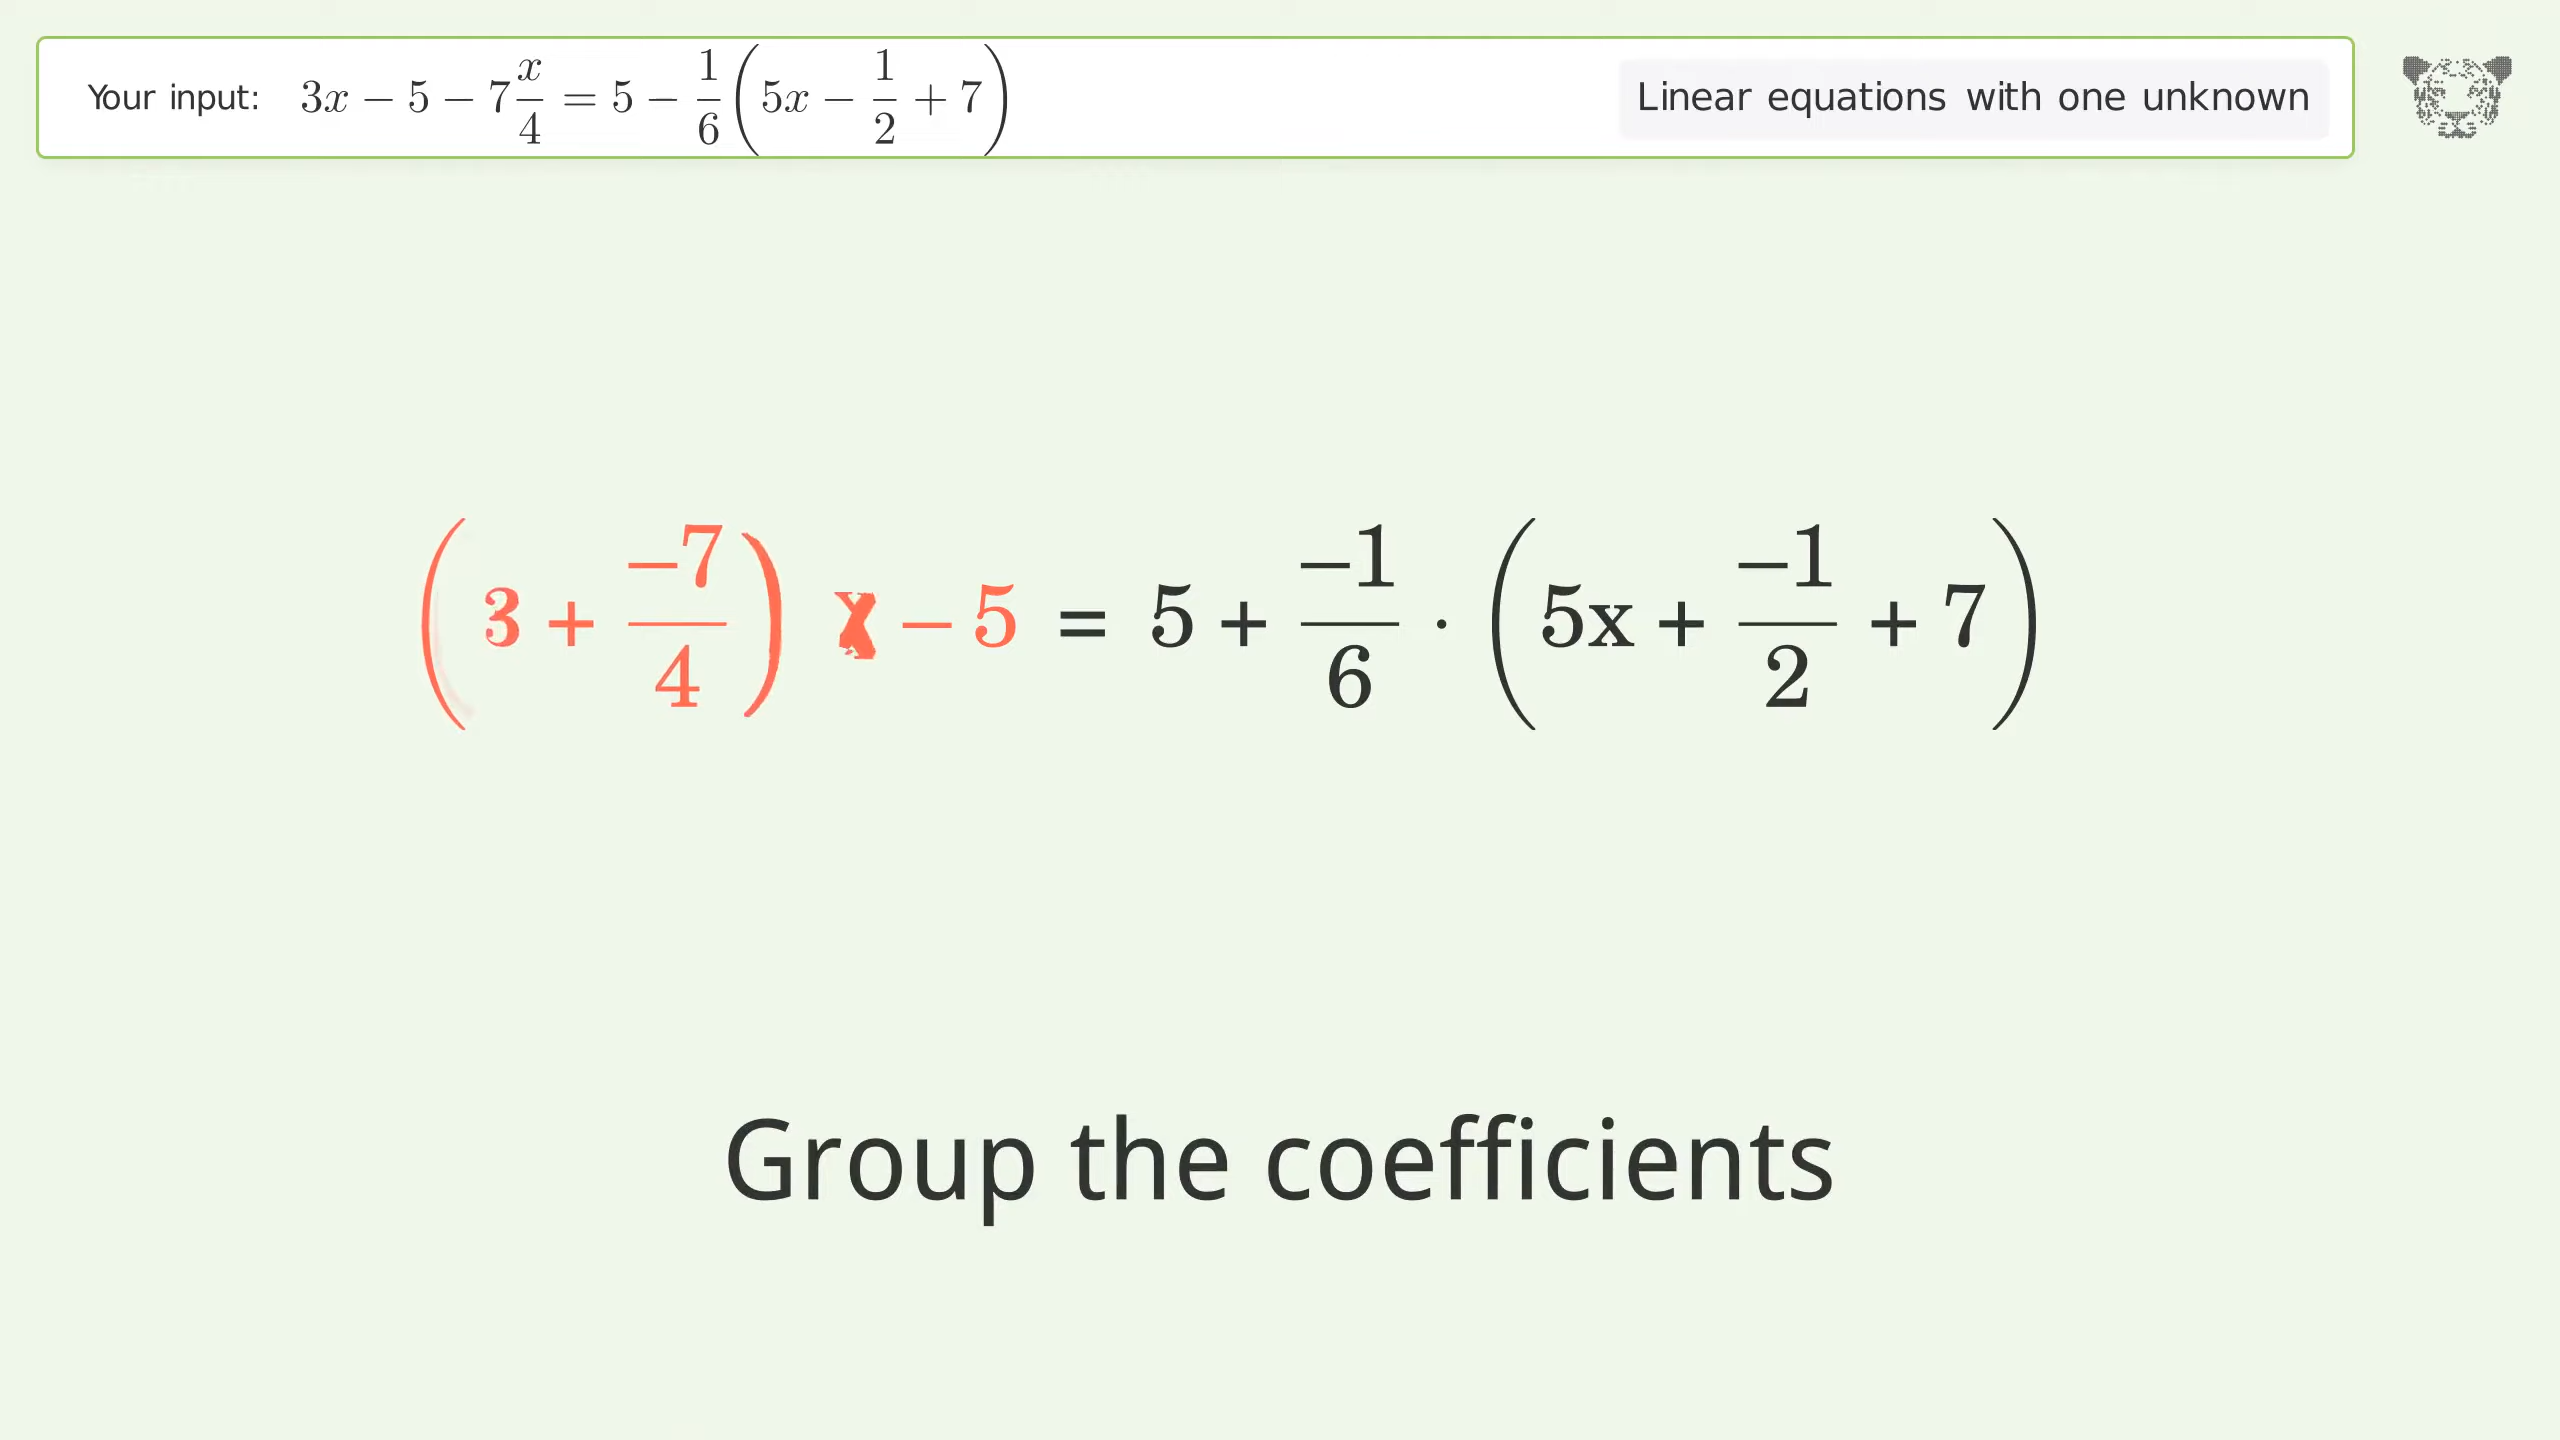 Your input: 3x − 5 − 7 x/4 = 5 − 1/6 (5x − 1/2 + 7)
Linear equations with one unknown
(3 + −7/4) x − 5 = 5 + −1/6 · (5x + −1/2 + 7)
Group the coefficients